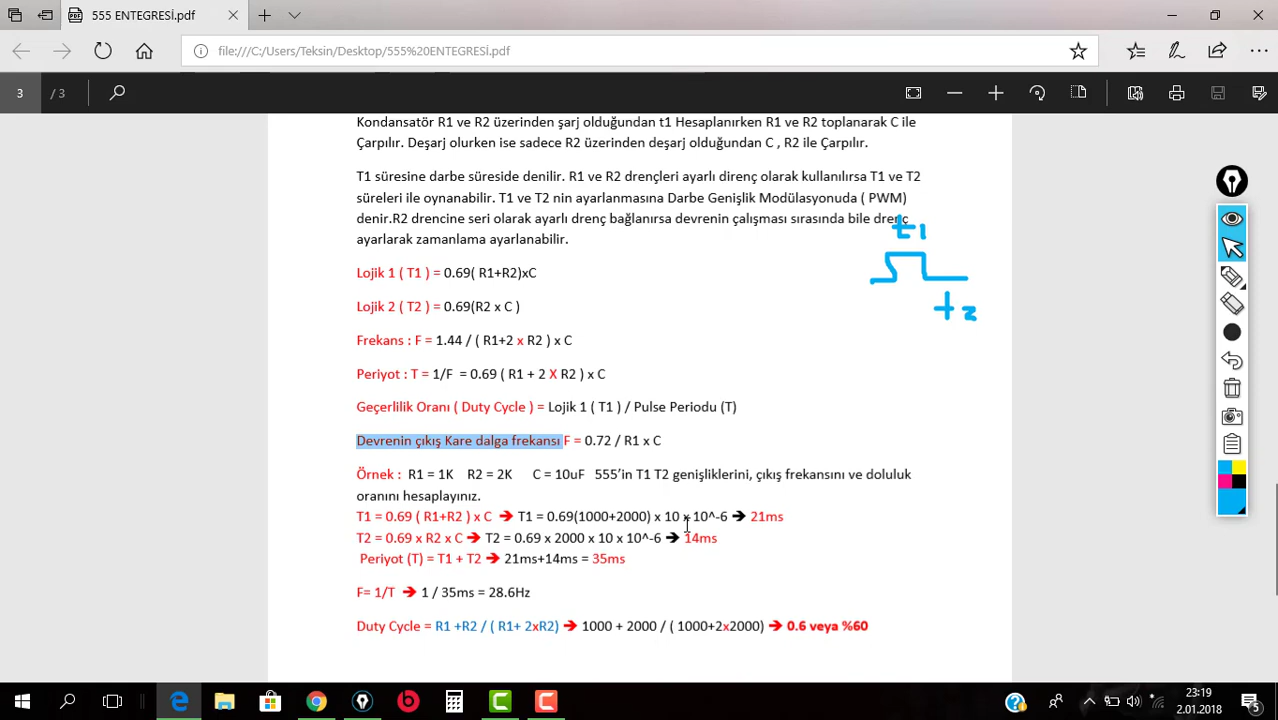 555 ENTEGRESİ.pdf
file:///C:/Users/Teksin/Desktop/555%20ENTEGRESİ.pdf
3 / 3
Kondansatör R1 ve R2 üzerinden şarj olduğundan t1 Hesaplanırken R1 ve R2 toplanarak C ile
Çarpılır. Deşarj olurken ise sadece R2 üzerinden deşarj olduğundan C , R2 ile Çarpılır.
T1 süresine darbe süreside denilir. R1 ve R2 drençleri ayarlı direnç olarak kullanılırsa T1 ve T2
süreleri ile oynanabilir. T1 ve T2 nin ayarlanmasına Darbe Genişlik Modülasyonuda ( PWM)
denir.R2 drencine seri olarak ayarlı drenç bağlanırsa devrenin çalışması sırasında bile drenç
ayarlarak zamanlama ayarlanabilir.
t1
Lojik 1 ( T1 ) = 0.69( R1+R2)xC
Lojik 2 ( T2 ) = 0.69(R2 x C )
t2
Frekans : F = 1.44 / ( R1+2 x R2 ) x C
Periyot : T = 1/F = 0.69 ( R1 + 2 X R2 ) x C
Geçerlilik Oranı ( Duty Cycle ) = Lojik 1 ( T1 ) / Pulse Periodu (T)
Devrenin çıkış Kare dalga frekansı F = 0.72 / R1 x C
Örnek : R1 = 1K R2 = 2K C = 10uF 555’in T1 T2 genişliklerini, çıkış frekansını ve doluluk
oranını hesaplayınız.
T1 = 0.69 ( R1+R2 ) x C ➔ T1 = 0.69(1000+2000) x 10 x 10^-6 ➔ 21ms
T2 = 0.69 x R2 x C ➔ T2 = 0.69 x 2000 x 10 x 10^-6 ➔ 14ms
Periyot (T) = T1 + T2 ➔ 21ms+14ms = 35ms
F= 1/T ➔ 1 / 35ms = 28.6Hz
Duty Cycle = R1 +R2 / ( R1+ 2xR2) ➔ 1000 + 2000 / ( 1000+2x2000) ➔ 0.6 veya %60
23:19
2.01.2018
5